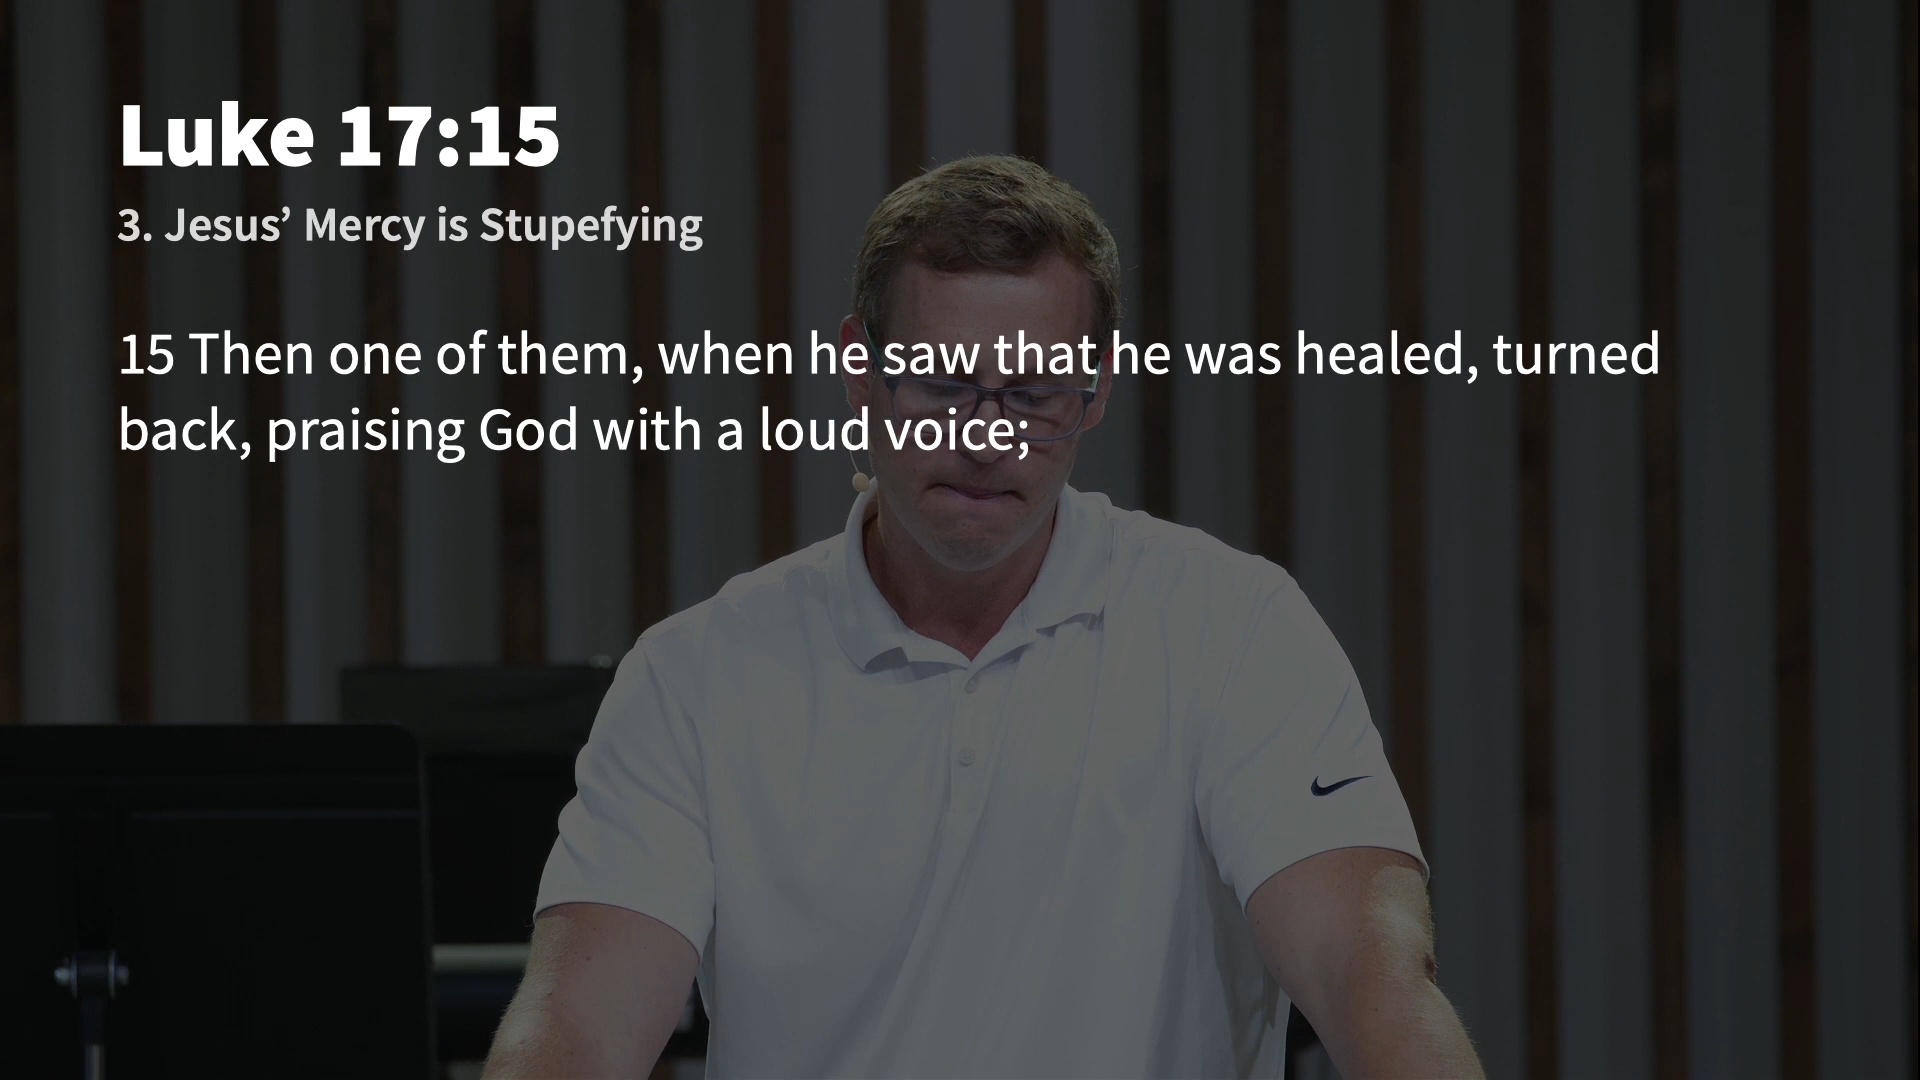 Luke 17:15
3. Jesus’ Mercy is Stupefying
15 Then one of them, when he saw that he was healed, turned
back, praising God with a loud voice;